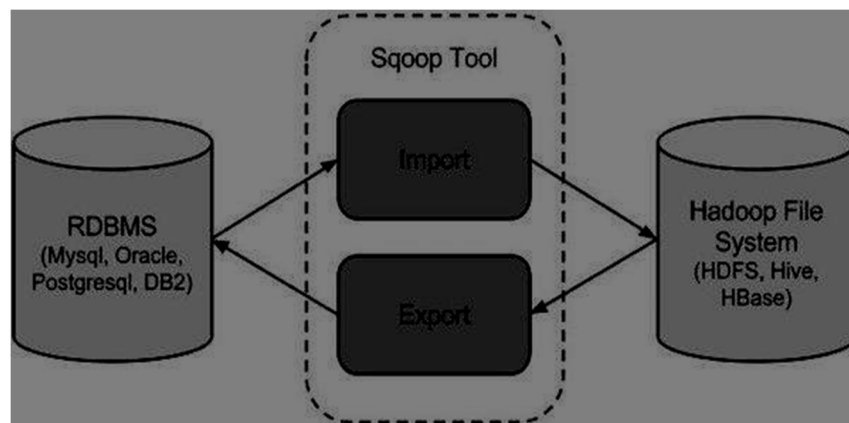 Sqoop Tool
Import
RDBMS
(Mysql, Oracle,
Postgresql, DB2)
Hadoop File
System
(HDFS, Hive,
HBase)
Export